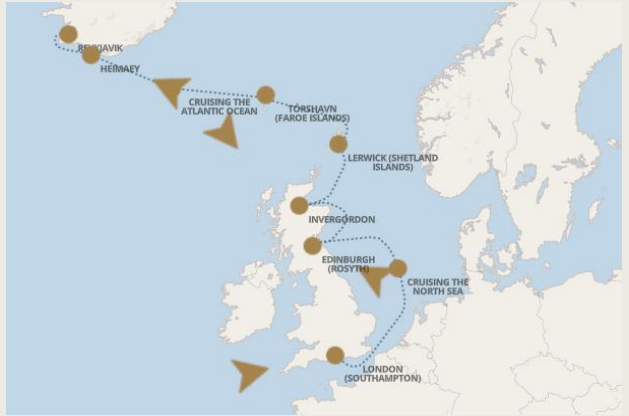 REYKJAVIK
HEIMAEY
CRUISING THE
ATLANTIC OCEAN
TÓRSHAVN
(FAROE ISLANDS)
LERWICK (SHETLAND
ISLANDS)
INVERGORDON
EDINBURGH
(ROSYTH)
CRUISING THE
NORTH SEA
LONDON
(SOUTHAMPTON)